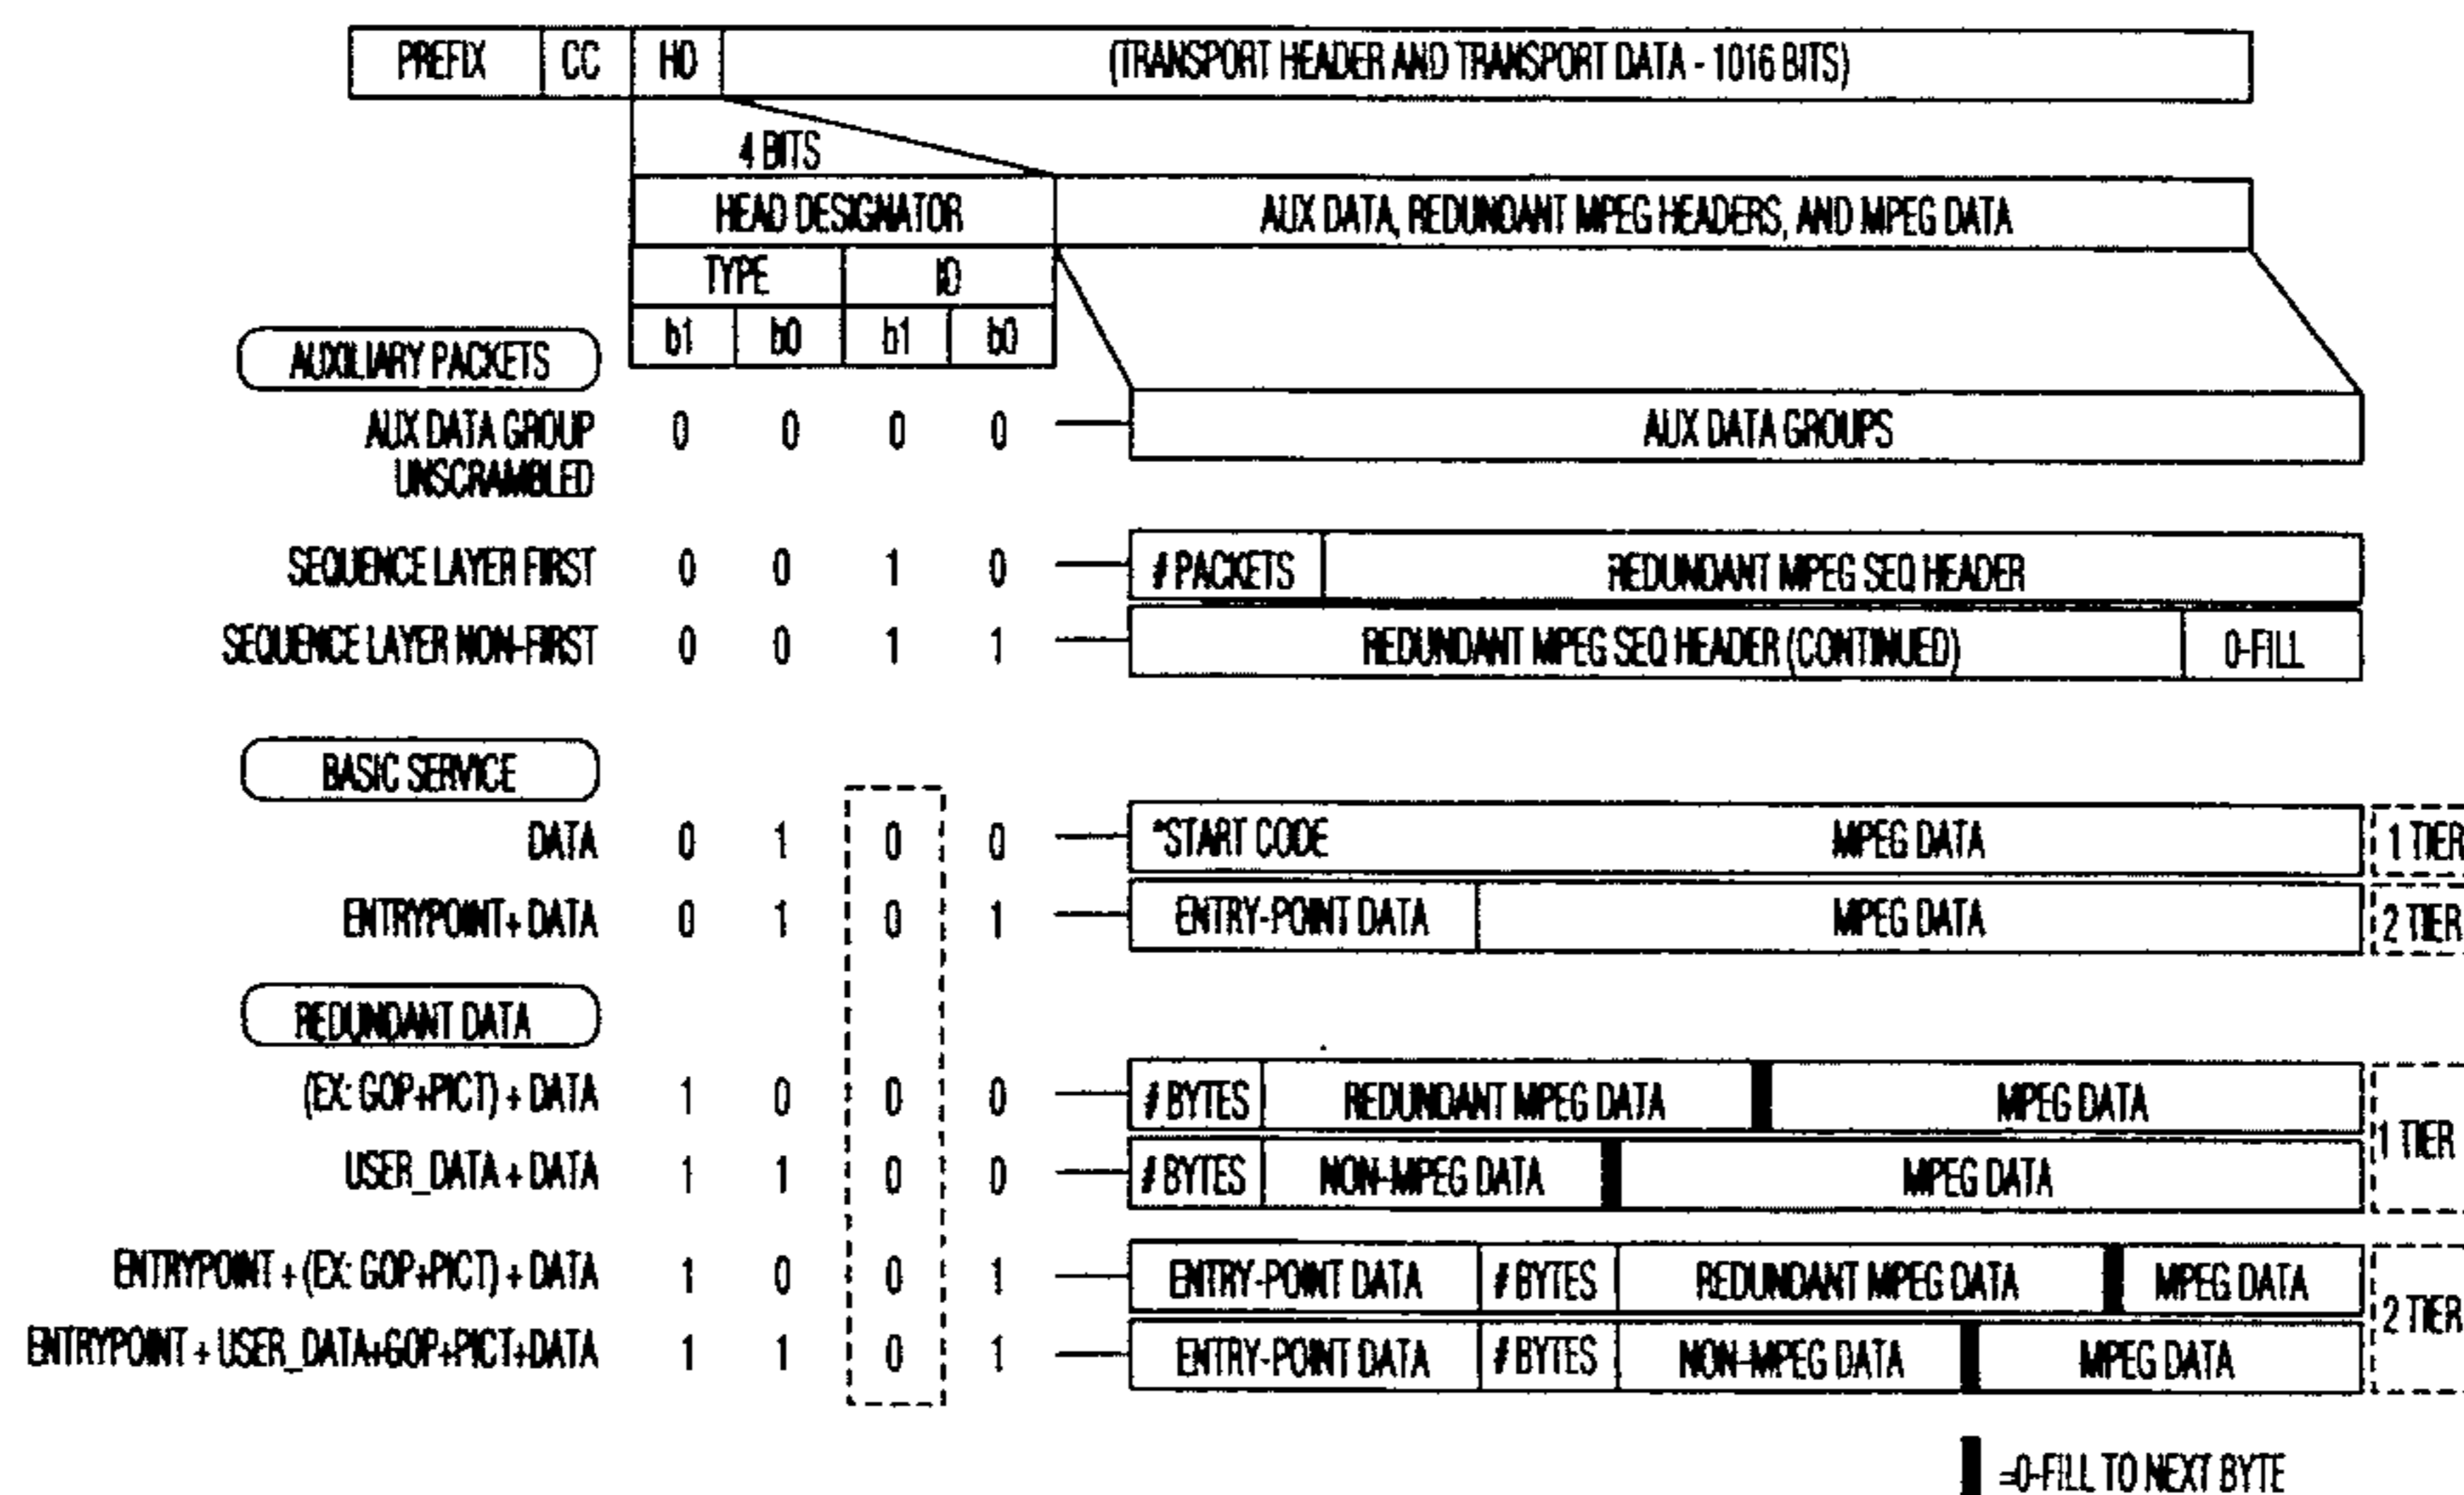 PREFIX CC HD (TRANSPORT HEADER AND TRANSPORT DATA - 1016 BITS)
4 BITS
HEAD DESIGNATOR AUX DATA, REDUNDANT MPEG HEADERS, AND MPEG DATA
TYPE ID
b1 b0 b1 b0
AUXILIARY PACKETS
AUX DATA GROUP 0 0 0 0 AUX DATA GROUPS
UNSCRAMBLED
SEQUENCE LAYER FIRST 0 0 1 0 # PACKETS REDUNDANT MPEG SEQ HEADER
SEQUENCE LAYER NON-FIRST 0 0 1 1 REDUNDANT MPEG SEQ HEADER (CONTINUED) 0-FILL
BASIC SERVICE
DATA 0 1 0 0 *START CODE MPEG DATA 1 TIER
ENTRYPOINT+ DATA 0 1 0 1 ENTRY-POINT DATA MPEG DATA 2 TIER
REDUNDANT DATA
(EX: GOP+PICT) + DATA 1 0 0 0 # BYTES REDUNDANT MPEG DATA MPEG DATA
1 TIER
USER_DATA + DATA 1 1 0 0 # BYTES NON-MPEG DATA MPEG DATA
ENTRYPOINT + (EX: GOP+PICT) + DATA 1 0 0 1 ENTRY-POINT DATA # BYTES REDUNDANT MPEG DATA MPEG DATA
2 TIER
ENTRYPOINT + USER_DATA+GOP+PICT+DATA 1 1 0 1 ENTRY-POINT DATA # BYTES NON-MPEG DATA MPEG DATA
=0-FILL TO NEXT BYTE